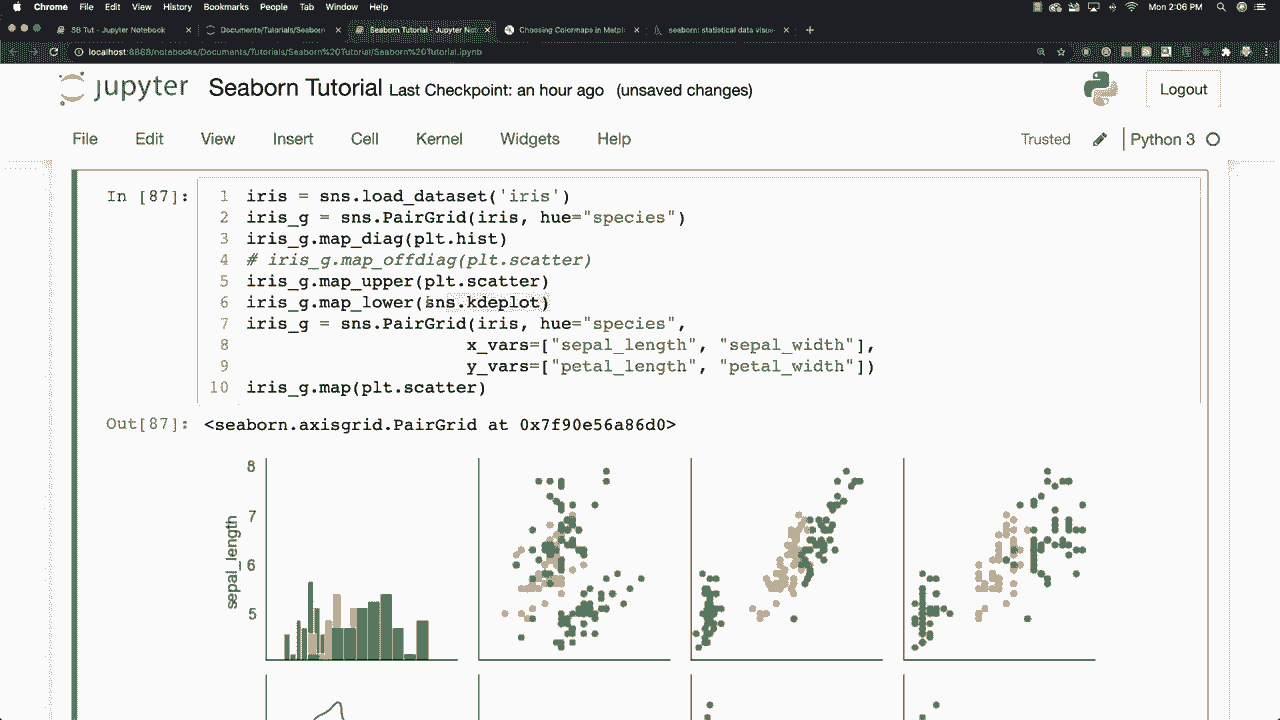 Chrome File Edit View History Bookmarks People Tab Window Help Mon 2:06 PM
SB Tut - Jupyter Notebook Documents/Tutorials/Seaborn Seaborn Tutorial - Jupyter Not Choosing Colormaps in Matpl seaborn: statistical data visua
localhost:8888/notebooks/Documents/Tutorials/Seaborn%20Tutorial/Seaborn%20Tutorial.ipynb
jupyter Seaborn Tutorial Last Checkpoint: an hour ago (unsaved changes) Logout
File Edit View Insert Cell Kernel Widgets Help Trusted Python 3
In [87]: 1 iris = sns.load_dataset('iris')
2 iris_g = sns.PairGrid(iris, hue="species")
3 iris_g.map_diag(plt.hist)
4 # iris_g.map_offdiag(plt.scatter)
5 iris_g.map_upper(plt.scatter)
6 iris_g.map_lower(sns.kdeplot)
7 iris_g = sns.PairGrid(iris, hue="species",
8 x_vars=["sepal_length", "sepal_width"],
9 y_vars=["petal_length", "petal_width"])
10 iris_g.map(plt.scatter)
Out[87]: <seaborn.axisgrid.PairGrid at 0x7f90e56a86d0>
8
7
6
5
sepal_length